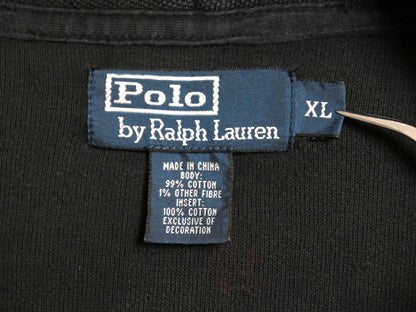 Polo
by Ralph Lauren
XL
MADE IN CHINA
BODY:
99% COTTON
1% OTHER FIBRE
INSERT:
100% COTTON
EXCLUSIVE OF
DECORATION